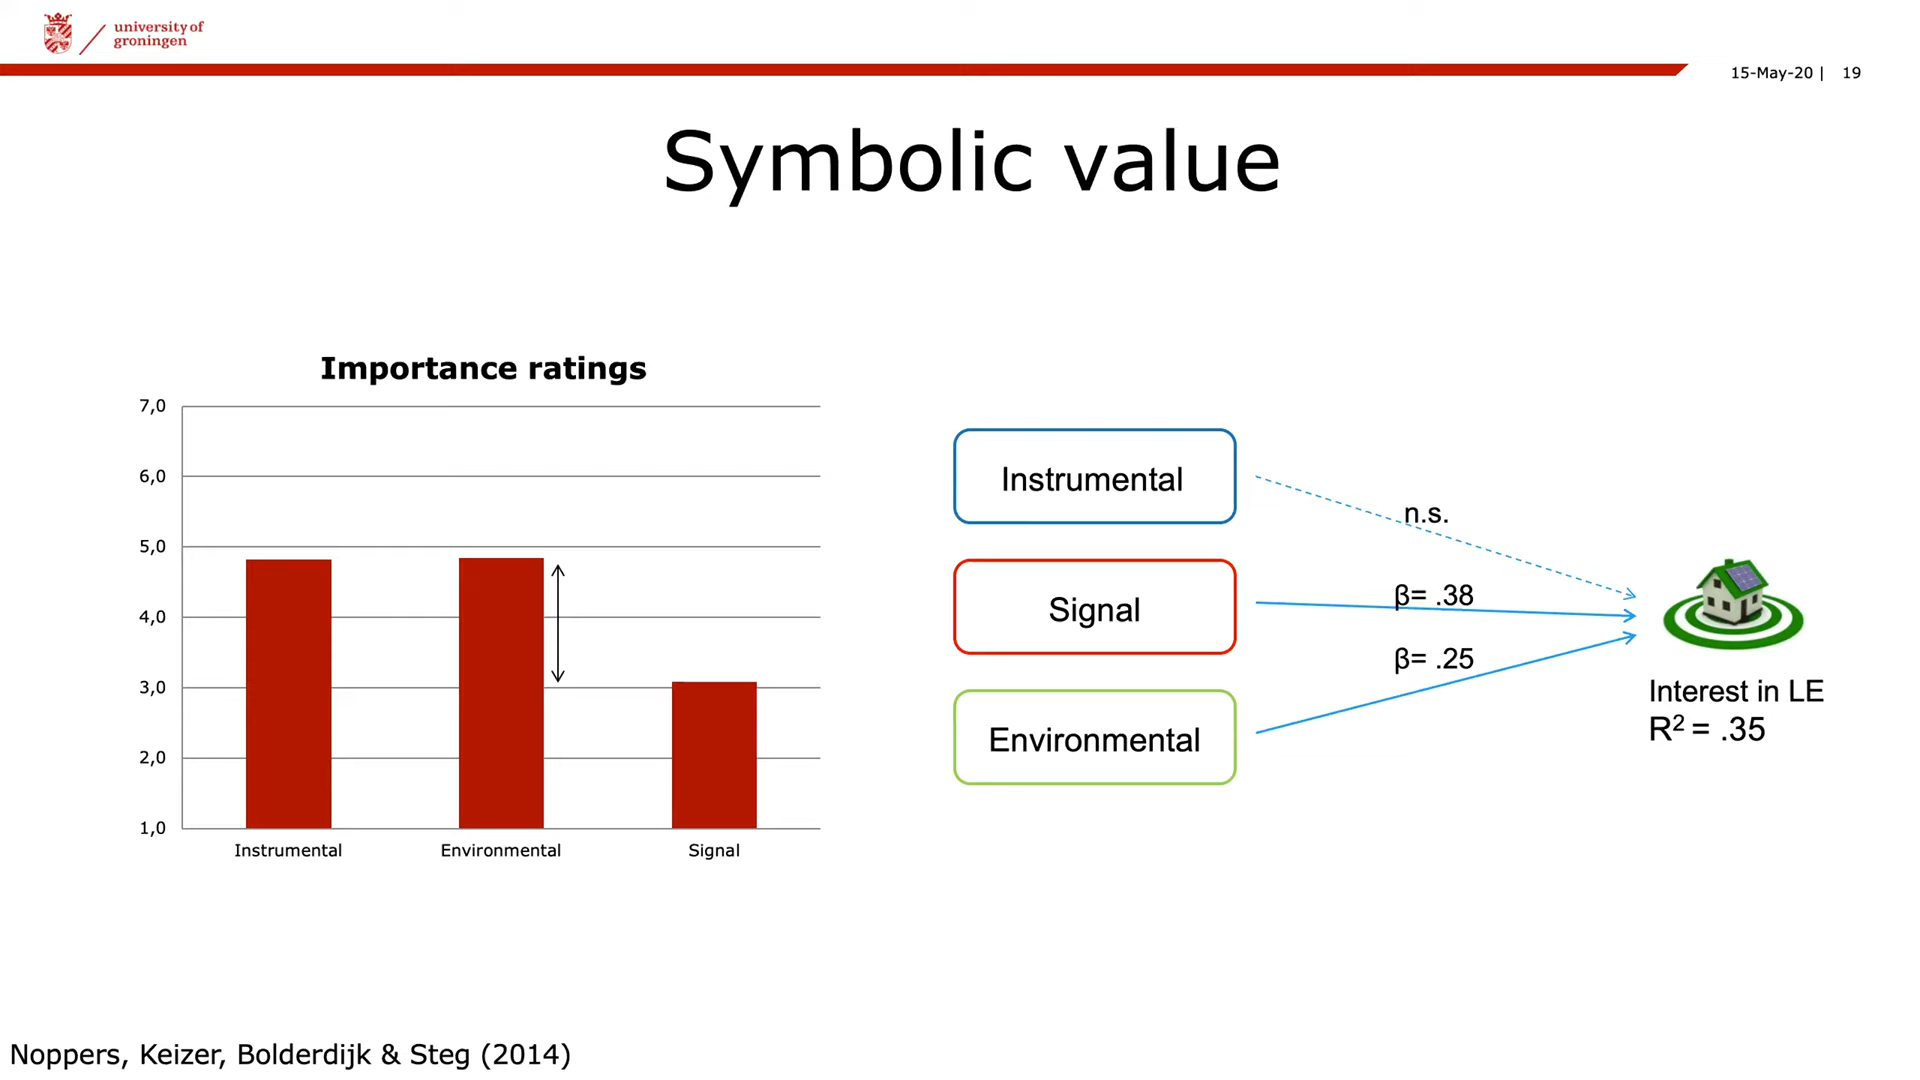 university of
groningen
15-May-20 | 19
Symbolic value
Importance ratings
7,0
6,0
5,0
4,0
3,0
2,0
1,0
Instrumental
Environmental
Signal
Instrumental
Signal
Environmental
n.s.
β= .38
β= .25
Interest in LE
R² = .35
Noppers, Keizer, Bolderdijk & Steg (2014)